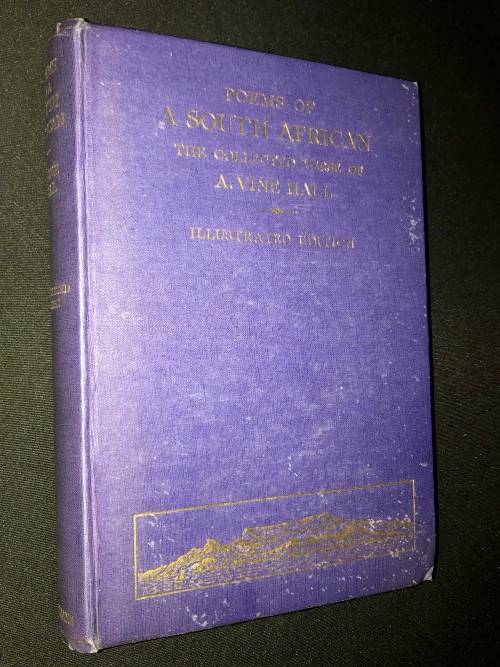 POEMS OF
A SOUTH AFRICAN
THE COLLECTED VERSE OF
A. VINE HALL
ILLUSTRATED EDITION